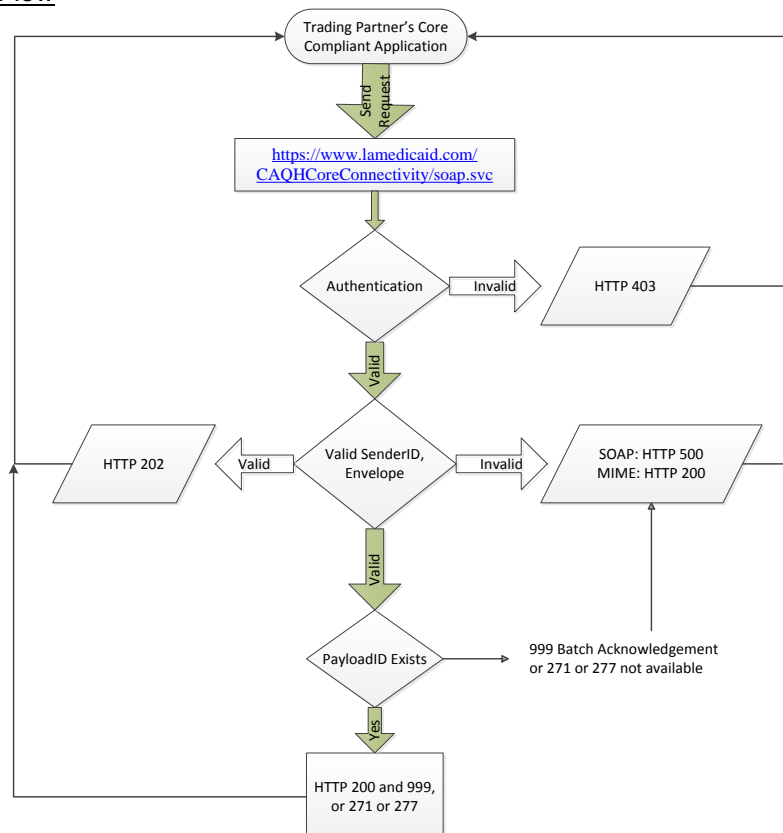 Trading Partner's Core
Compliant Application
Send
Request
https://www.lamedicaid.com/
CAQHCoreConnectivity/soap.svc
Authentication
Invalid
HTTP 403
Valid
HTTP 202
Valid
Valid SenderID,
Envelope
Invalid
SOAP: HTTP 500
MIME: HTTP 200
Valid
PayloadID Exists
999 Batch Acknowledgement
or 271 or 277 not available
Yes
HTTP 200 and 999,
or 271 or 277